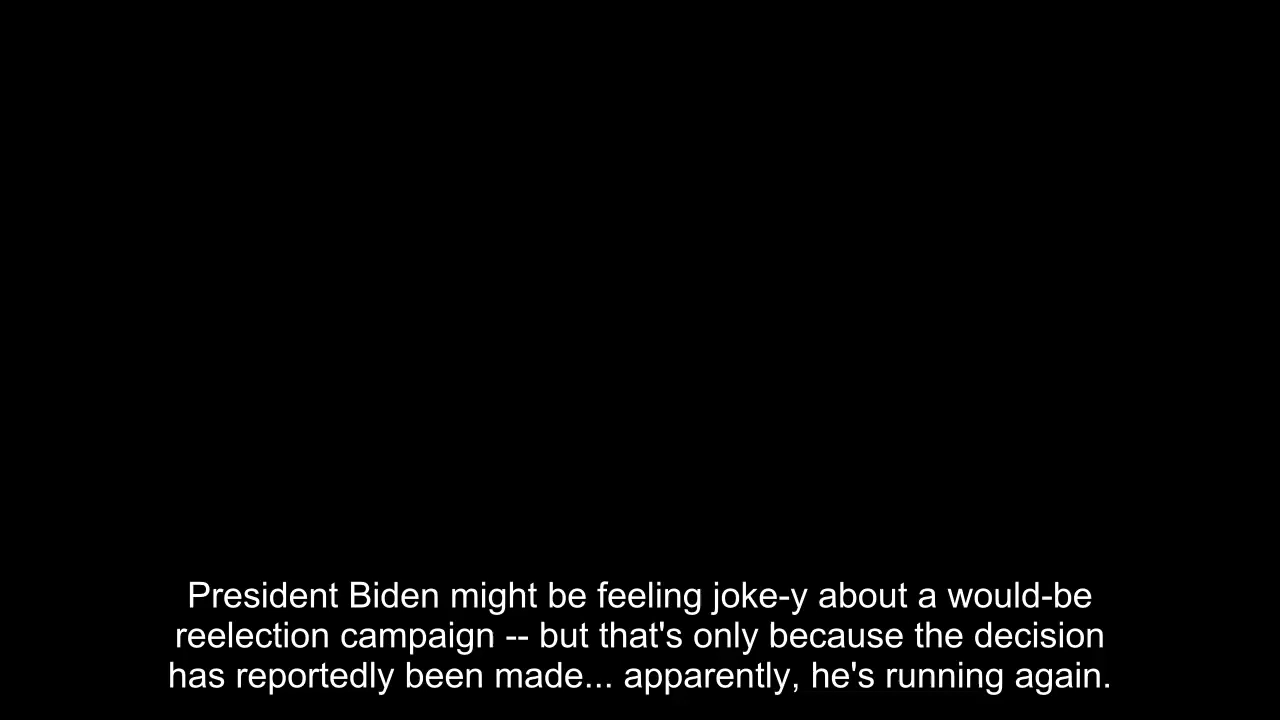 President Biden might be feeling joke-y about a would-be
reelection campaign -- but that's only because the decision
has reportedly been made... apparently, he's running again.